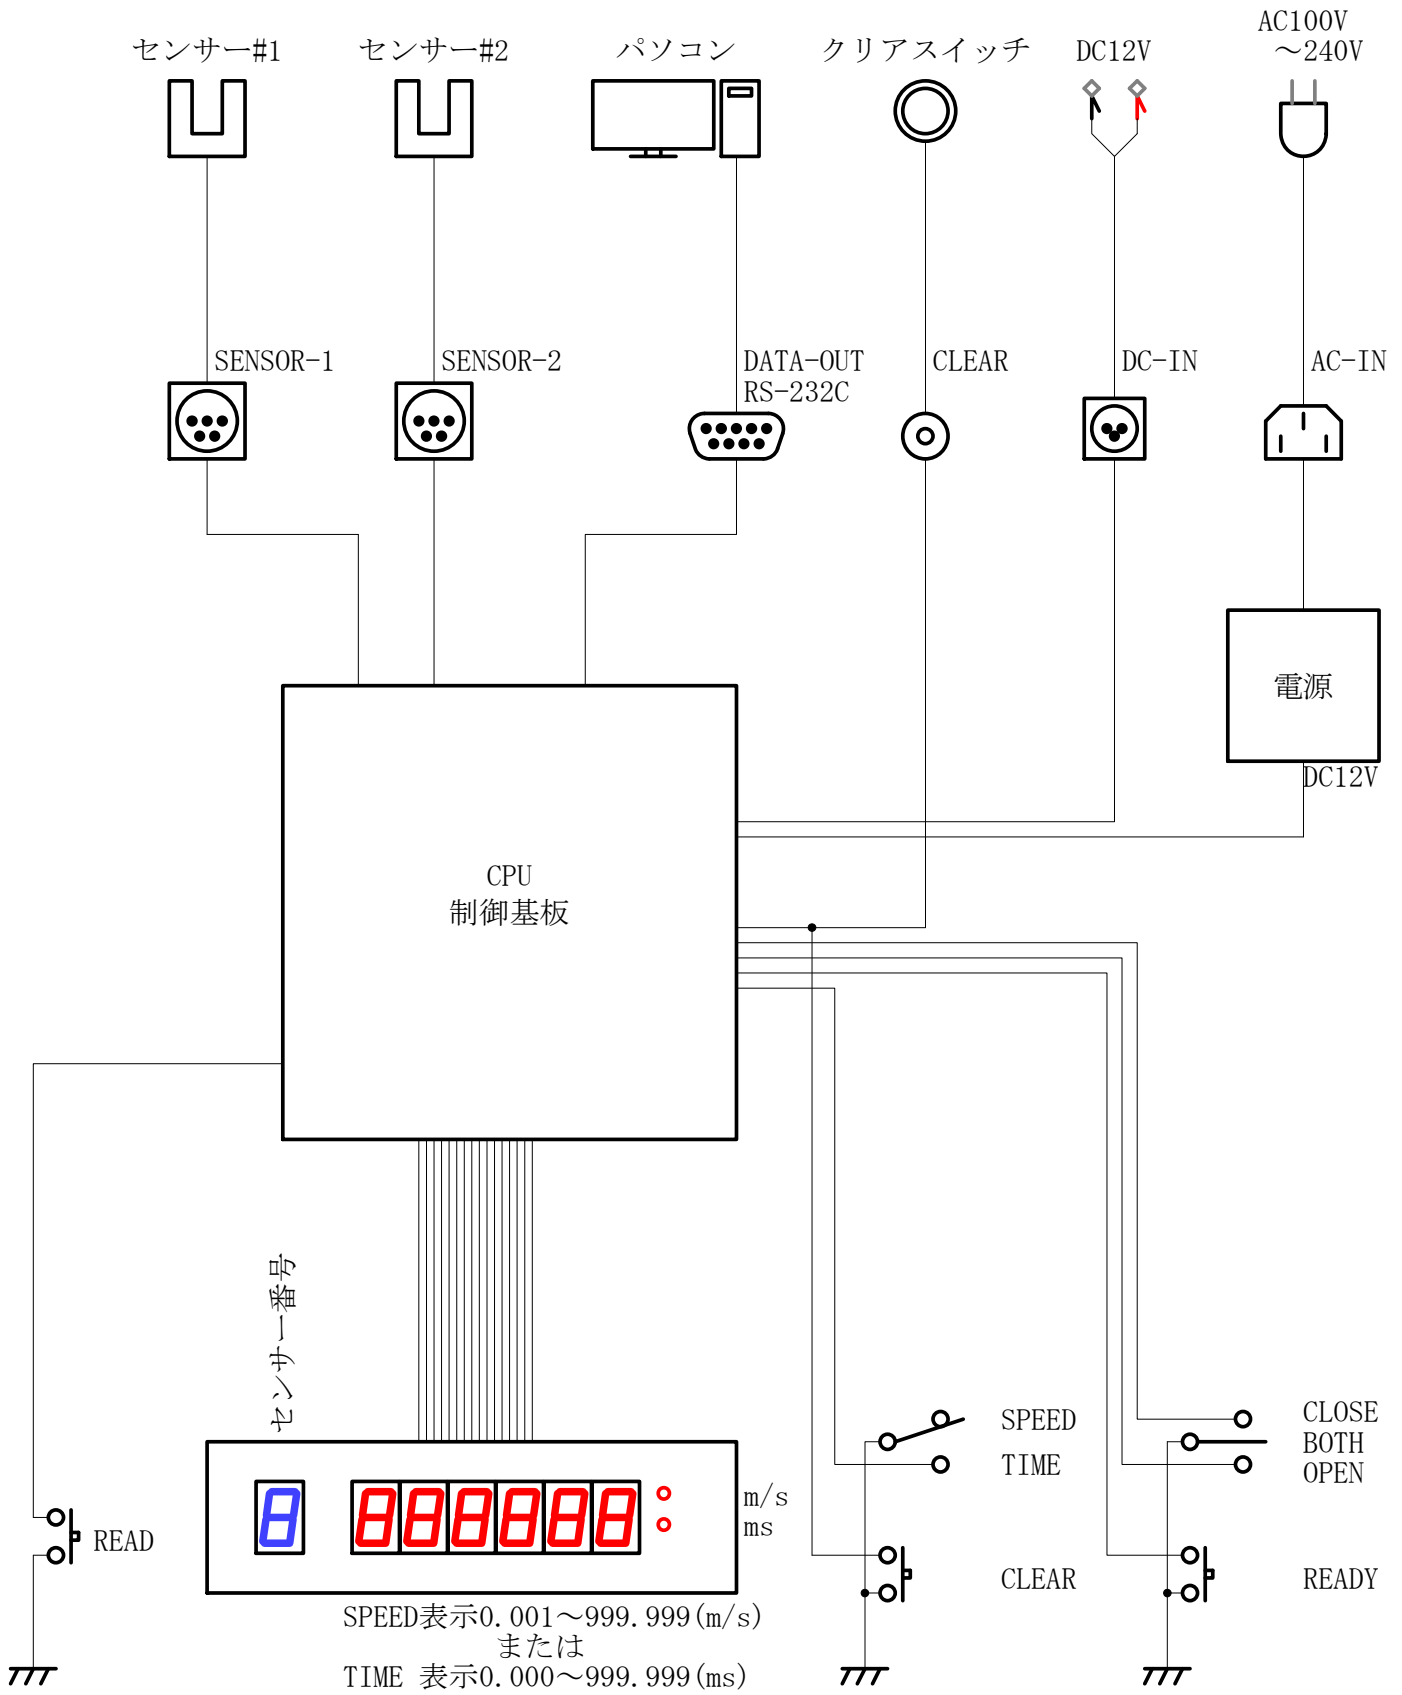 センサー#1
センサー#2
パソコン
クリアスイッチ
DC12V
AC100V
～240V
SENSOR-1
SENSOR-2
DATA-OUT
RS-232C
CLEAR
DC-IN
AC-IN
電源
DC12V
CPU
制御基板
センサー番号
READ
m/s
ms
SPEED
TIME
CLOSE
BOTH
OPEN
CLEAR
READY
SPEED表示0.001～999.999(m/s)
または
TIME 表示0.000～999.999(ms)